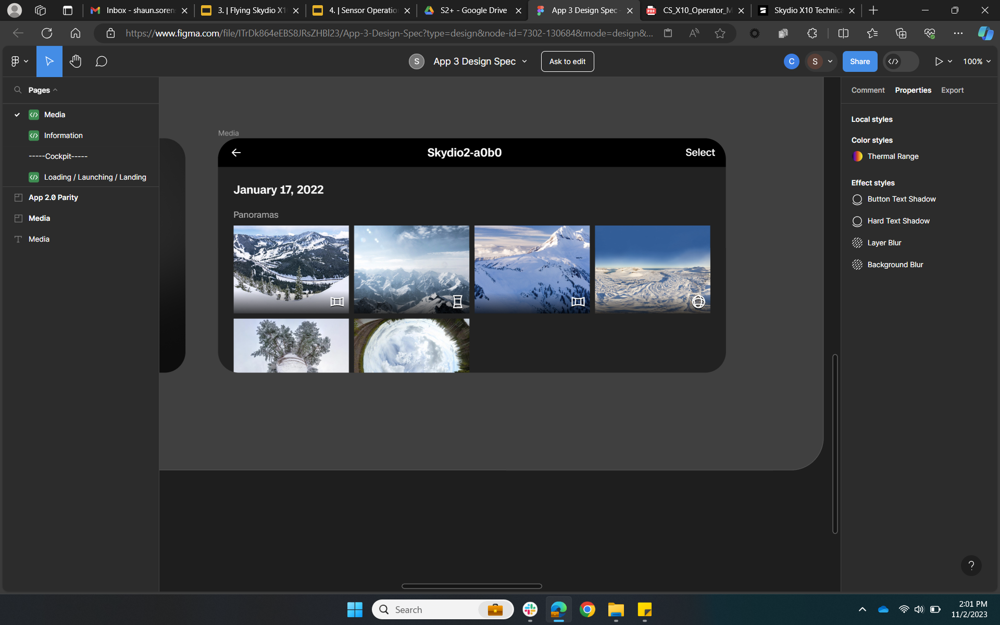 Inbox - shaun.soren
3. | Flying Skydio X1
4. | Sensor Operatio
S2+ - Google Drive
App 3 Design Spec -
CS_X10_Operator_M
Skydio X10 Technica
https://www.figma.com/file/ITrDk864eEBS8JRsZHBl23/App-3-Design-Spec?type=design&node-id=7302-130684&mode=design&...
S
App 3 Design Spec
Ask to edit
C
S
Share
100%
Pages
Media
Information
-----Cockpit-----
Loading / Launching / Landing
App 2.0 Parity
Media
Media
Media
Skydio2-a0b0
Select
January 17, 2022
Panoramas
Comment
Properties
Export
Local styles
Color styles
Thermal Range
Effect styles
Button Text Shadow
Hard Text Shadow
Layer Blur
Background Blur
?
Search
2:01 PM
11/2/2023